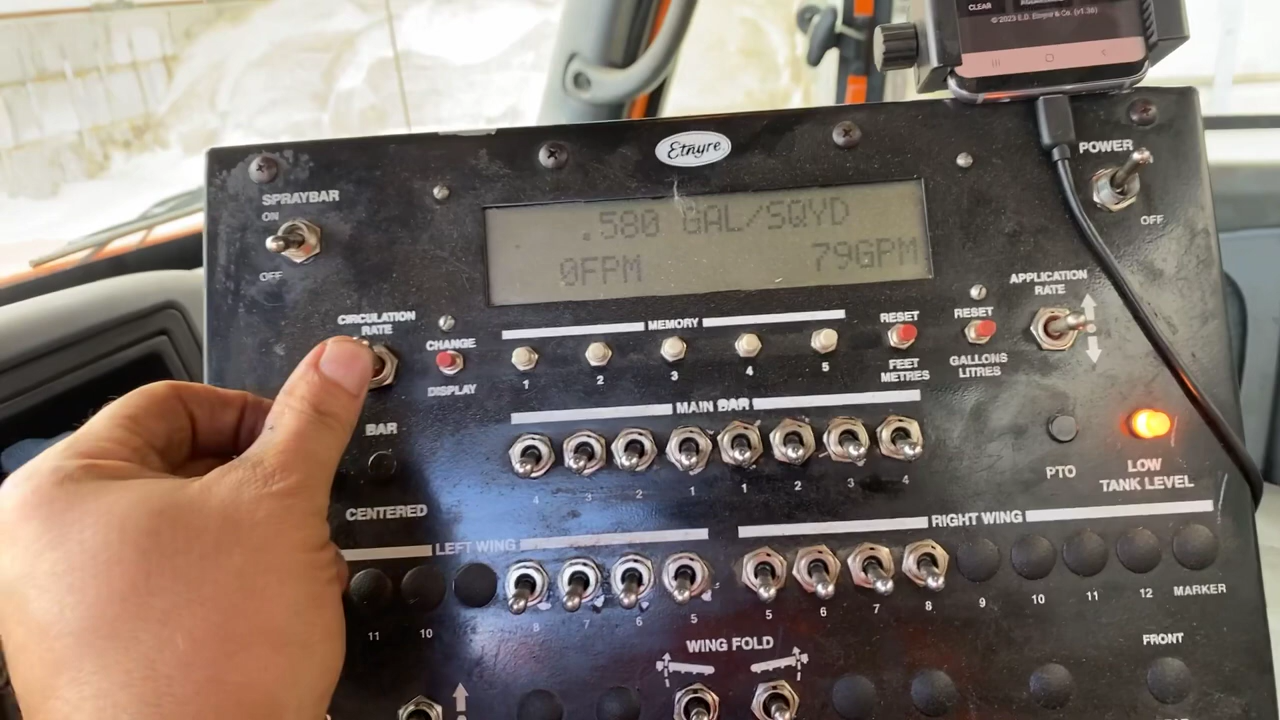 CLEAR
© 2023 E.D. Etnyre & Co. (v1.36)
Etnyre
POWER
OFF
SPRAYBAR
ON
OFF
.580 GAL/SQYD
0FPM 79GPM
APPLICATION
RATE
CIRCULATION
RATE
CHANGE
DISPLAY
MEMORY
1 2 3 4 5
RESET
FEET
METRES
RESET
GALLONS
LITRES
MAIN BAR
4 3 2 1 1 2 3 4
BAR
CENTERED
PTO
LOW
TANK LEVEL
LEFT WING
11 10 8 7 6 5
RIGHT WING
5 6 7 8 9 10 11 12 MARKER
WING FOLD
FRONT